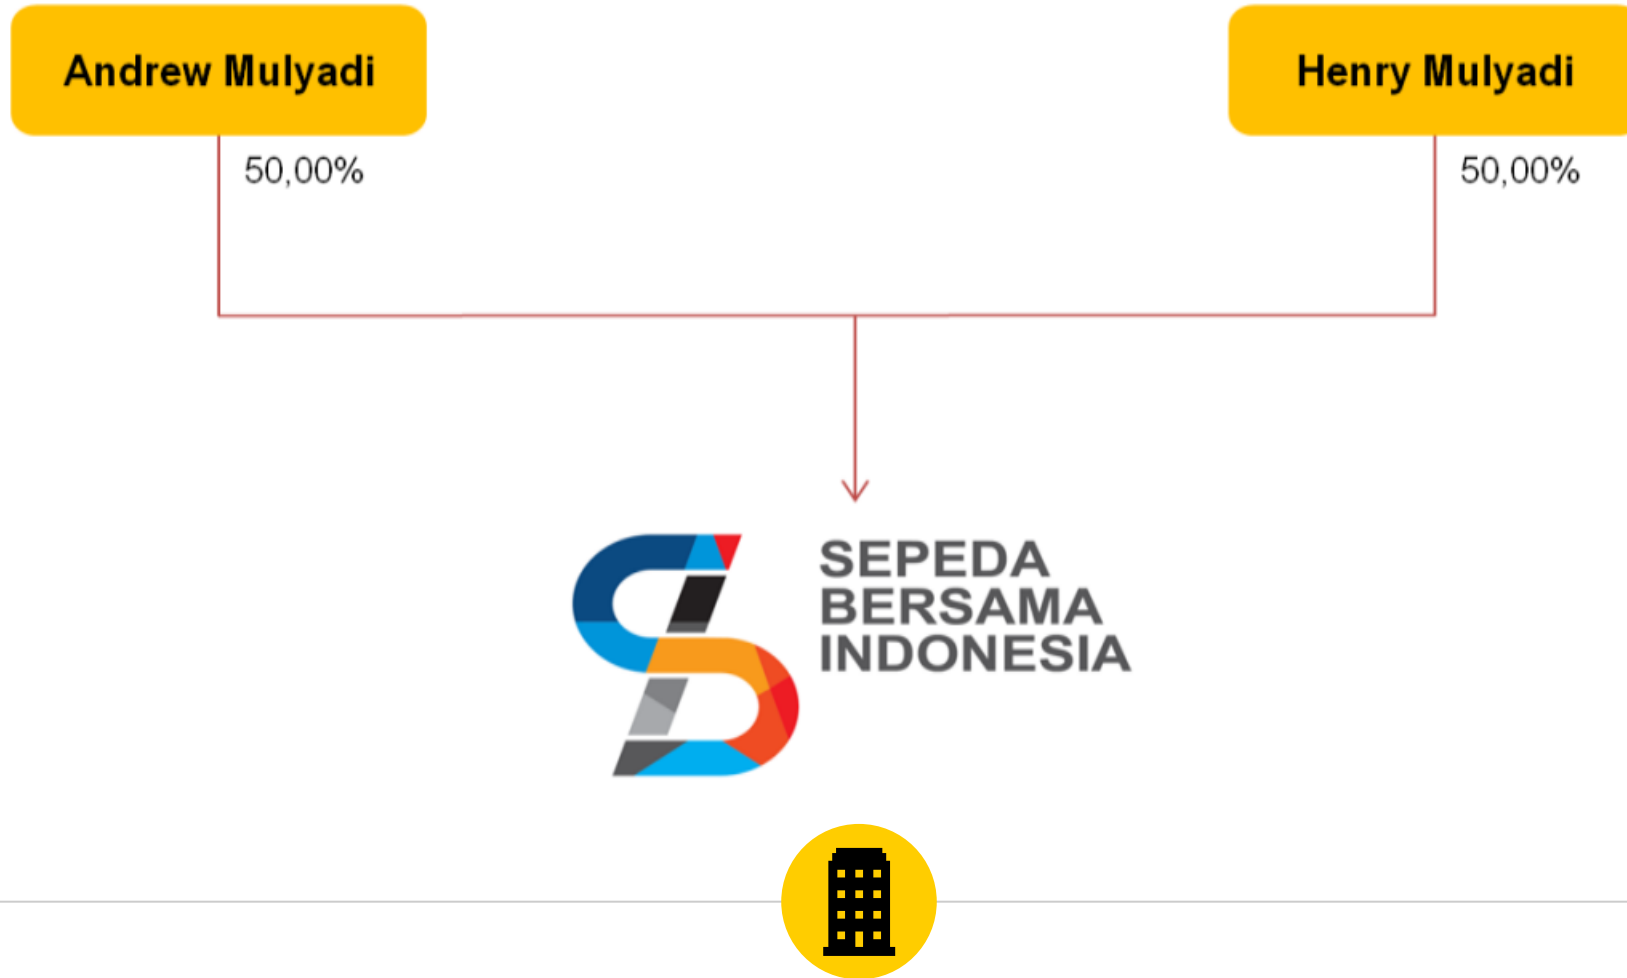 Andrew Mulyadi
Henry Mulyadi
50,00%
50,00%
SEPEDA
BERSAMA
INDONESIA